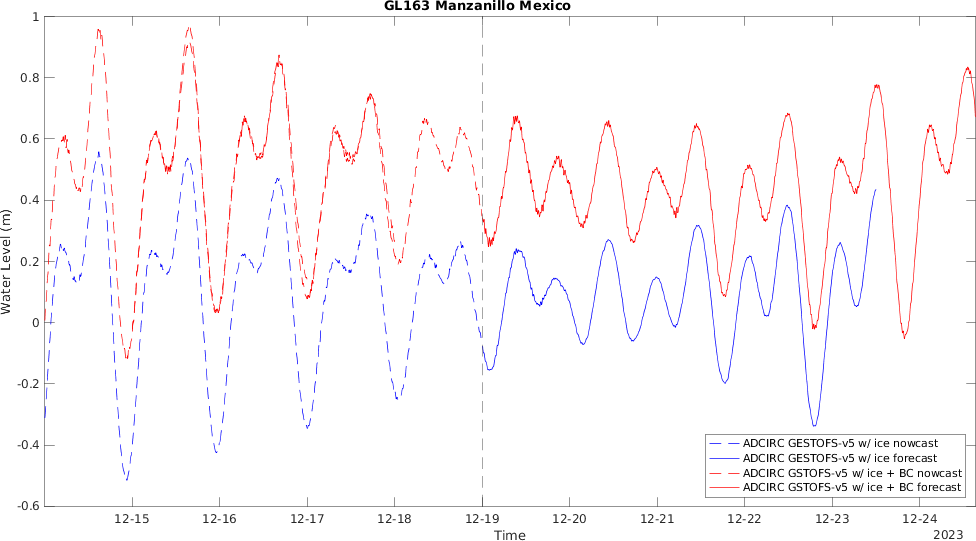 GL163 Manzanillo Mexico
1
0.8
0.6
0.4
0.2
0
-0.2
-0.4
-0.6
Water Level (m)
ADCIRC GESTOFS-v5 w/ ice nowcast
ADCIRC GESTOFS-v5 w/ ice forecast
ADCIRC GSTOFS-v5 w/ ice + BC nowcast
ADCIRC GSTOFS-v5 w/ ice + BC forecast
12-15 12-16 12-17 12-18 12-19 12-20 12-21 12-22 12-23 12-24
Time
2023